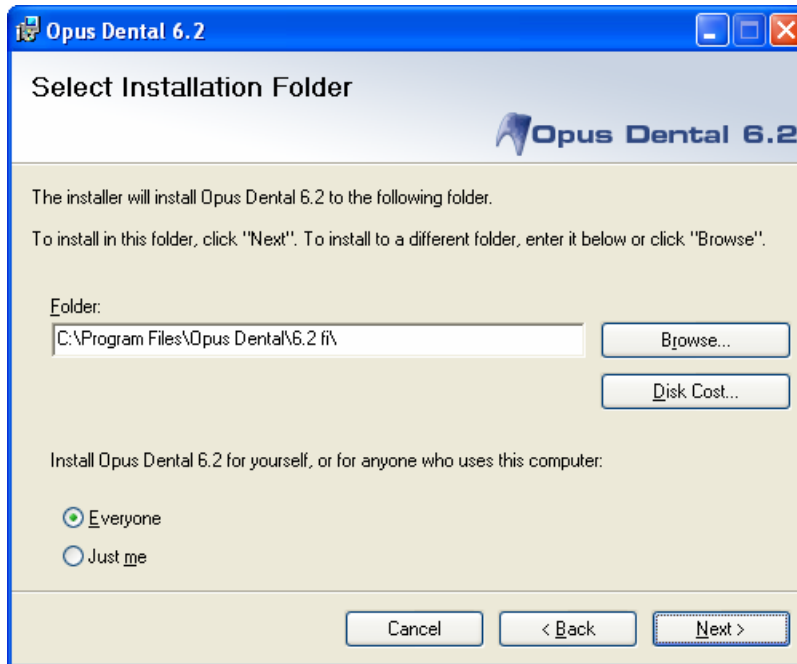 Opus Dental 6.2
Select Installation Folder
Opus Dental 6.2
The installer will install Opus Dental 6.2 to the following folder.
To install in this folder, click "Next". To install to a different folder, enter it below or click "Browse".
Folder:
C:\Program Files\Opus Dental\6.2 fi\
Browse...
Disk Cost...
Install Opus Dental 6.2 for yourself, or for anyone who uses this computer:
Everyone
Just me
Cancel
< Back
Next >